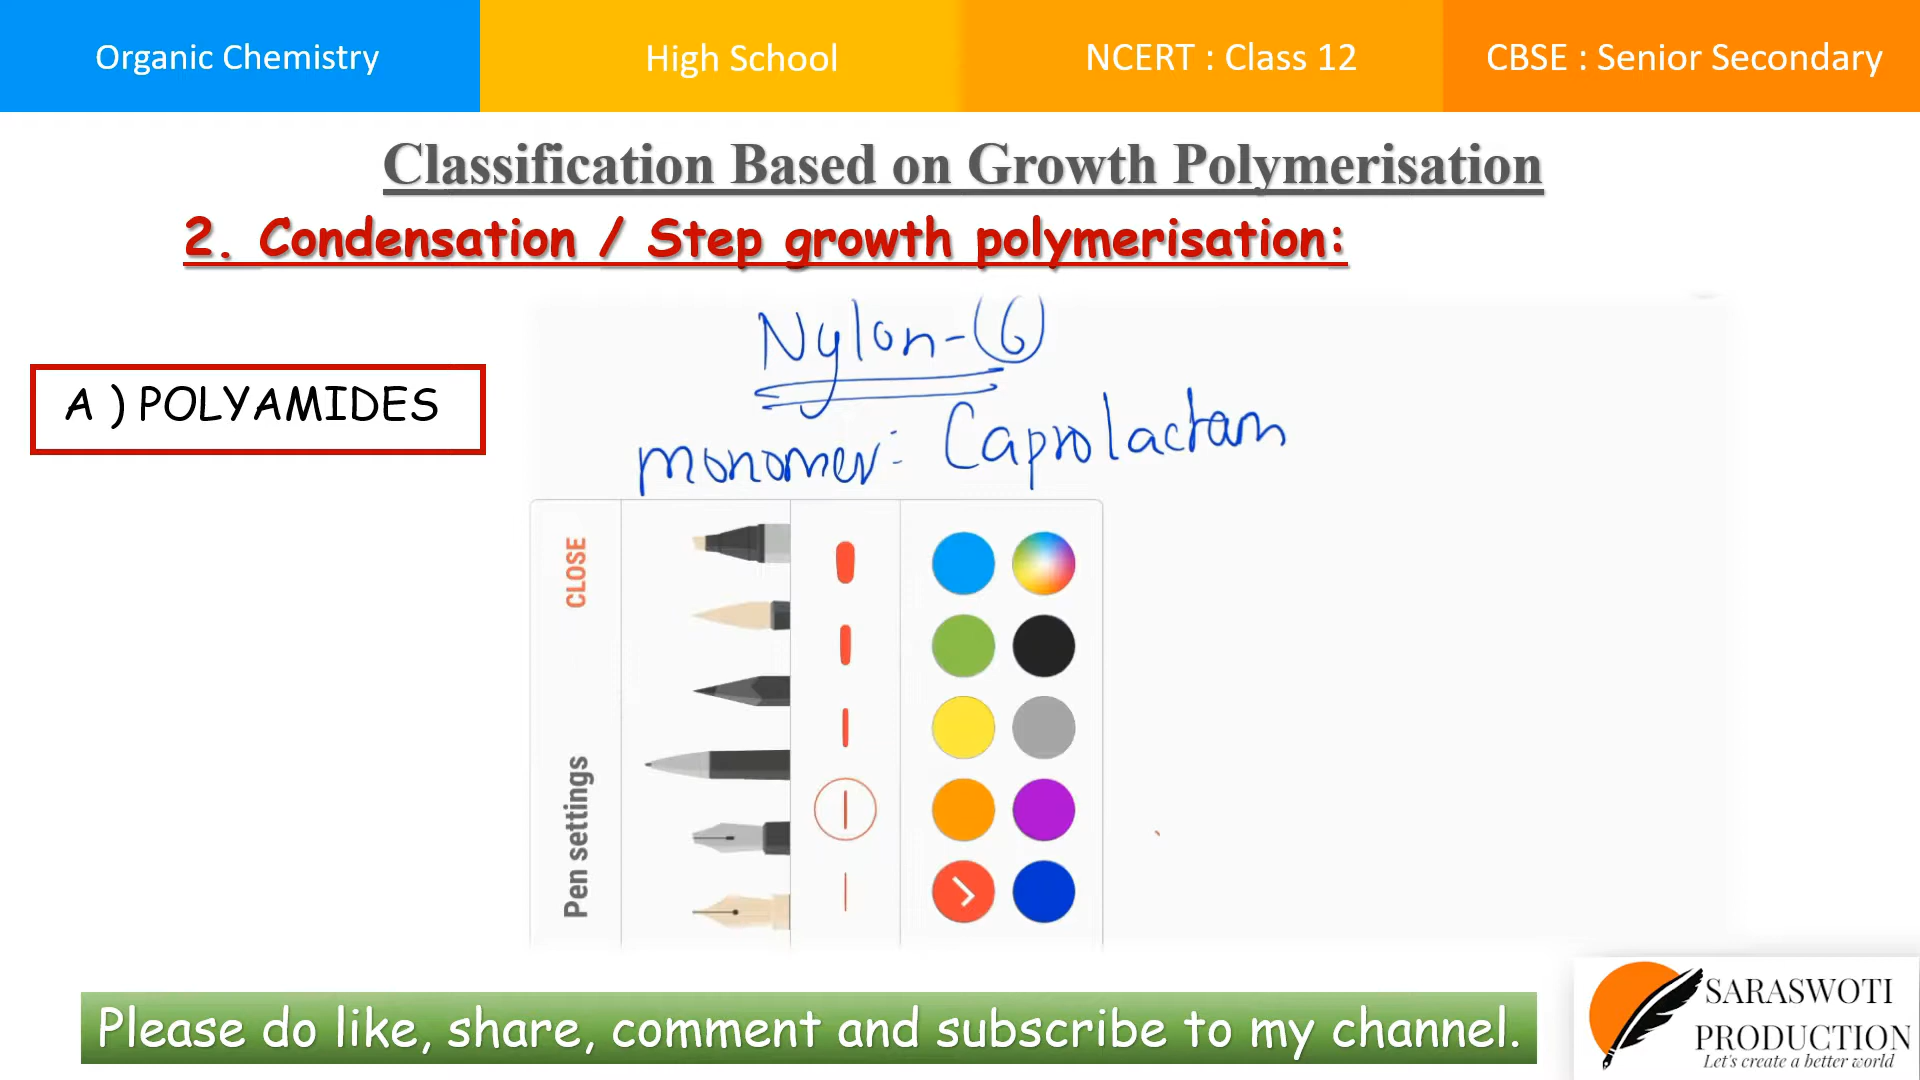 Organic Chemistry
High School
NCERT : Class 12
CBSE : Senior Secondary
Classification Based on Growth Polymerisation
2. Condensation / Step growth polymerisation:
A ) POLYAMIDES
Nylon-6
monomer: Caprolactam
CLOSE
Pen settings
Please do like, share, comment and subscribe to my channel.
SARASWOTI
PRODUCTION
Let's create a better world